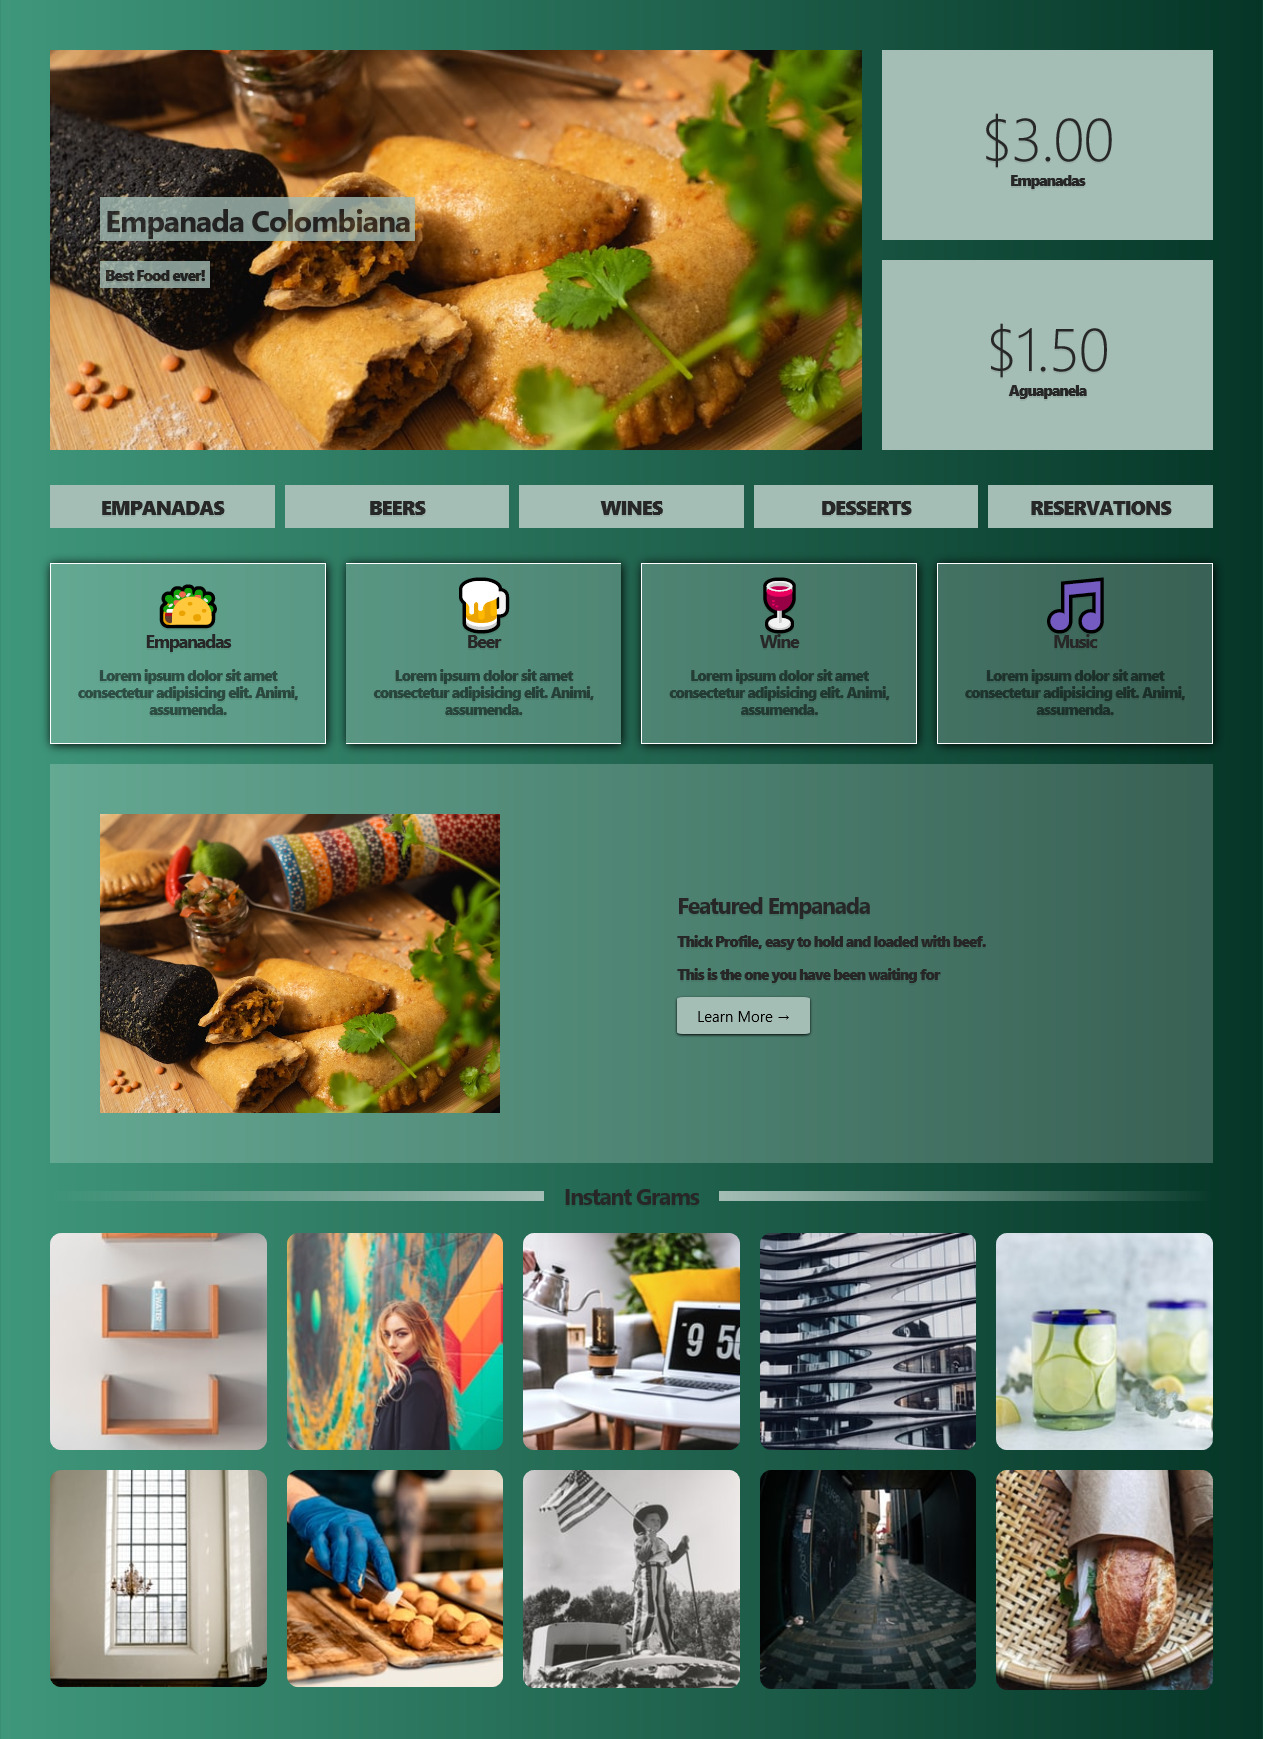 Empanada Colombiana
Best Food ever!
$3.00
Empanadas
$1.50
Aguapanela
EMPANADAS
BEERS
WINES
DESSERTS
RESERVATIONS
Empanadas
Lorem ipsum dolor sit amet
consectetur adipisicing elit. Animi,
assumenda.
Beer
Lorem ipsum dolor sit amet
consectetur adipisicing elit. Animi,
assumenda.
Wine
Lorem ipsum dolor sit amet
consectetur adipisicing elit. Animi,
assumenda.
Music
Lorem ipsum dolor sit amet
consectetur adipisicing elit. Animi,
assumenda.
Featured Empanada
Thick Profile, easy to hold and loaded with beef.
This is the one you have been waiting for
Learn More →
Instant Grams
WATER
9 50